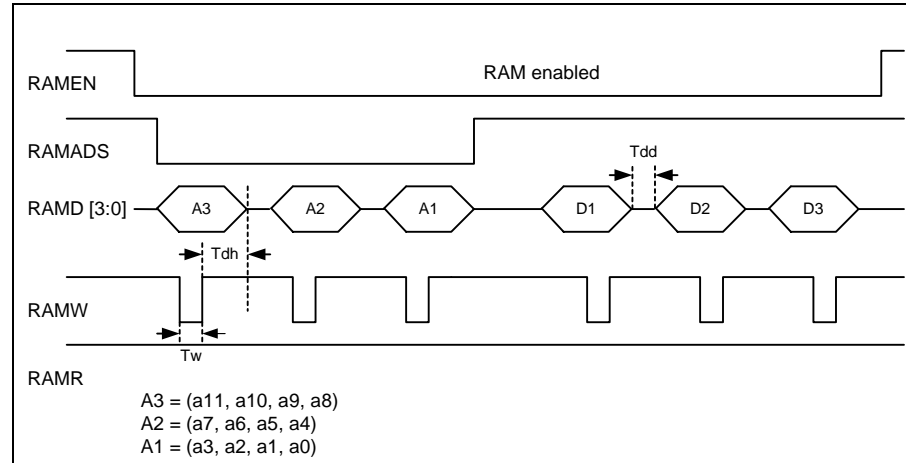 RAMEN
RAM enabled
RAMADS
Tdd
RAMD [3:0]
A3
A2
A1
D1
D2
D3
Tdh
RAMW
Tw
RAMR
A3 = (a11, a10, a9, a8)
A2 = (a7, a6, a5, a4)
A1 = (a3, a2, a1, a0)